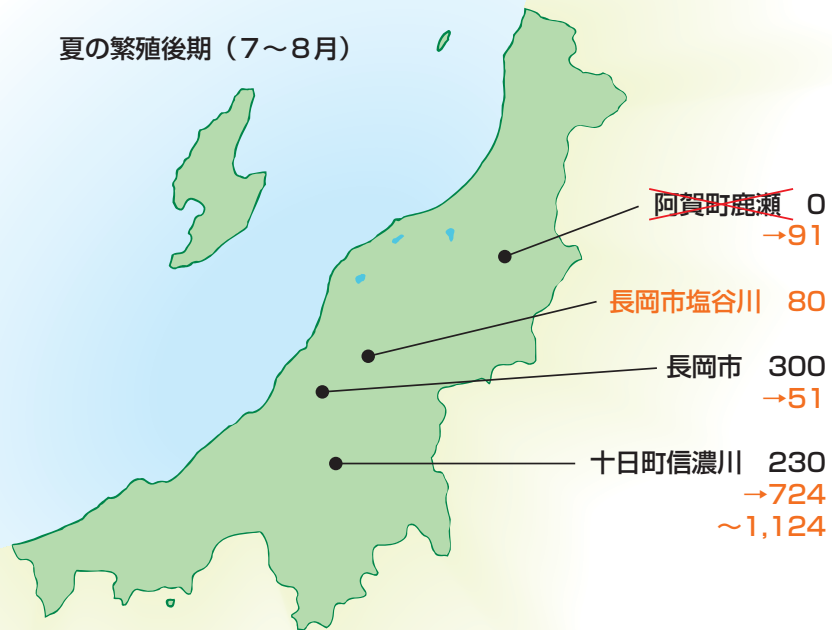 夏の繁殖後期（7〜8月）
阿賀町鹿瀬　0
→91
長岡市塩谷川　80
長岡市　300
→51
十日町信濃川　230
→724
〜1,124